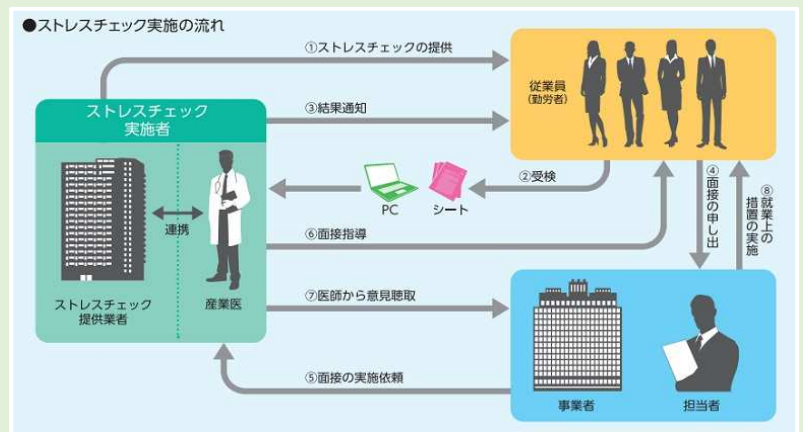 ●ストレスチェック実施の流れ
①ストレスチェックの提供
従業員
(勤労者)
ストレスチェック
実施者
③結果通知
②受検
PC
シート
④面接の申し出
⑧就業上の
措置の実施
連携
⑥面接指導
ストレスチェック
提供業者
産業医
⑦医師から意見聴取
⑤面接の実施依頼
事業者
担当者